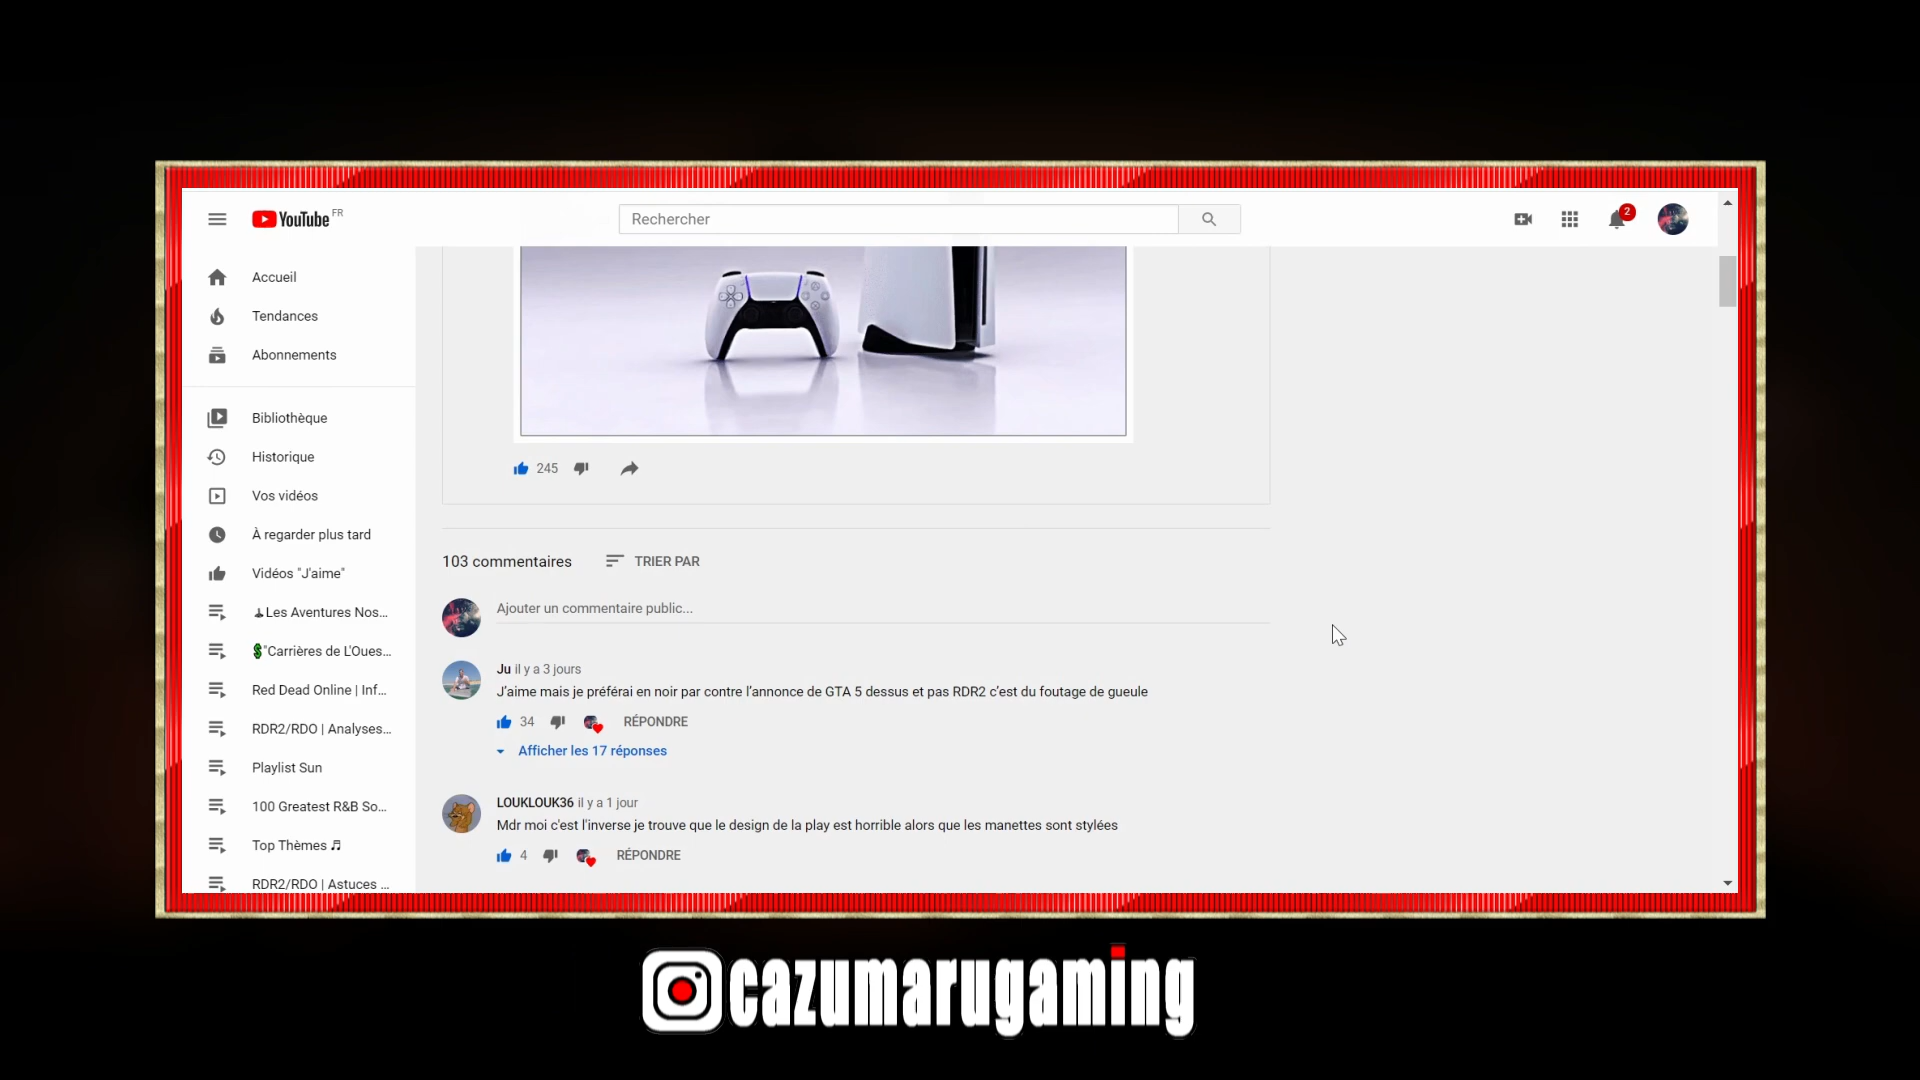 YouTube FR
Rechercher
2
Accueil
Tendances
Abonnements
Bibliothèque
Historique
Vos vidéos
À regarder plus tard
Vidéos "J'aime"
Les Aventures Nos...
"Carrières de L'Oues...
Red Dead Online | Inf...
RDR2/RDO | Analyses...
Playlist Sun
100 Greatest R&B So...
Top Thèmes ♬
RDR2/RDO | Astuces ...
245
103 commentaires TRIER PAR
Ajouter un commentaire public...
Ju il y a 3 jours
J'aime mais je préférai en noir par contre l'annonce de GTA 5 dessus et pas RDR2 c'est du foutage de gueule
34 RÉPONDRE
Afficher les 17 réponses
LOUKLOUK36 il y a 1 jour
Mdr moi c'est l'inverse je trouve que le design de la play est horrible alors que les manettes sont stylées
4 RÉPONDRE
cazumarugaming